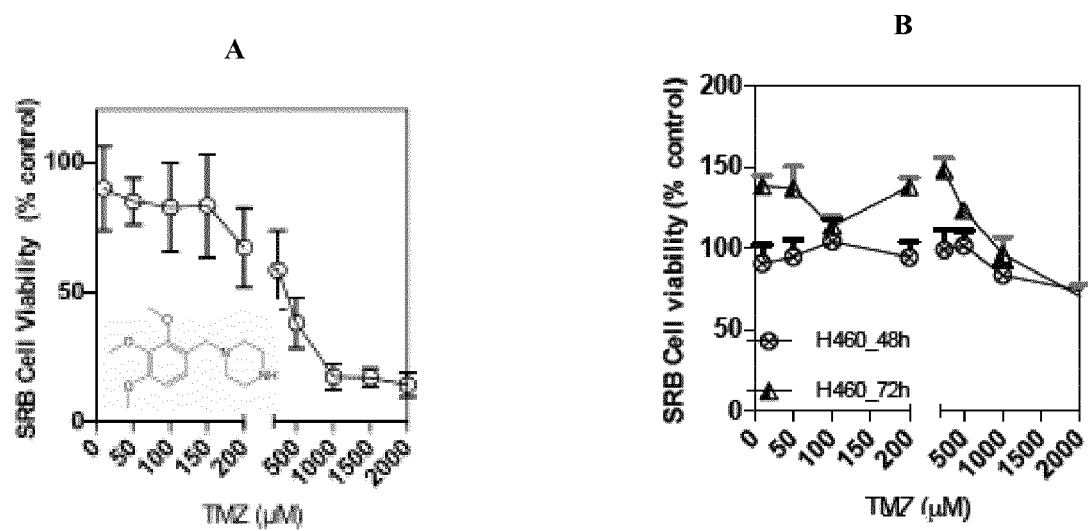 A
SRB Cell Viability (% control)
100
50
0
0 50 100 150 200 500 1000 1500 2000
TMZ (µM)
O
O
O
N
NH
B
SRB Cell viability (% control)
200
150
100
50
0
H460_48h
H460_72h
0 50 100 150 200 500 1000 1500 2000
TMZ (µM)